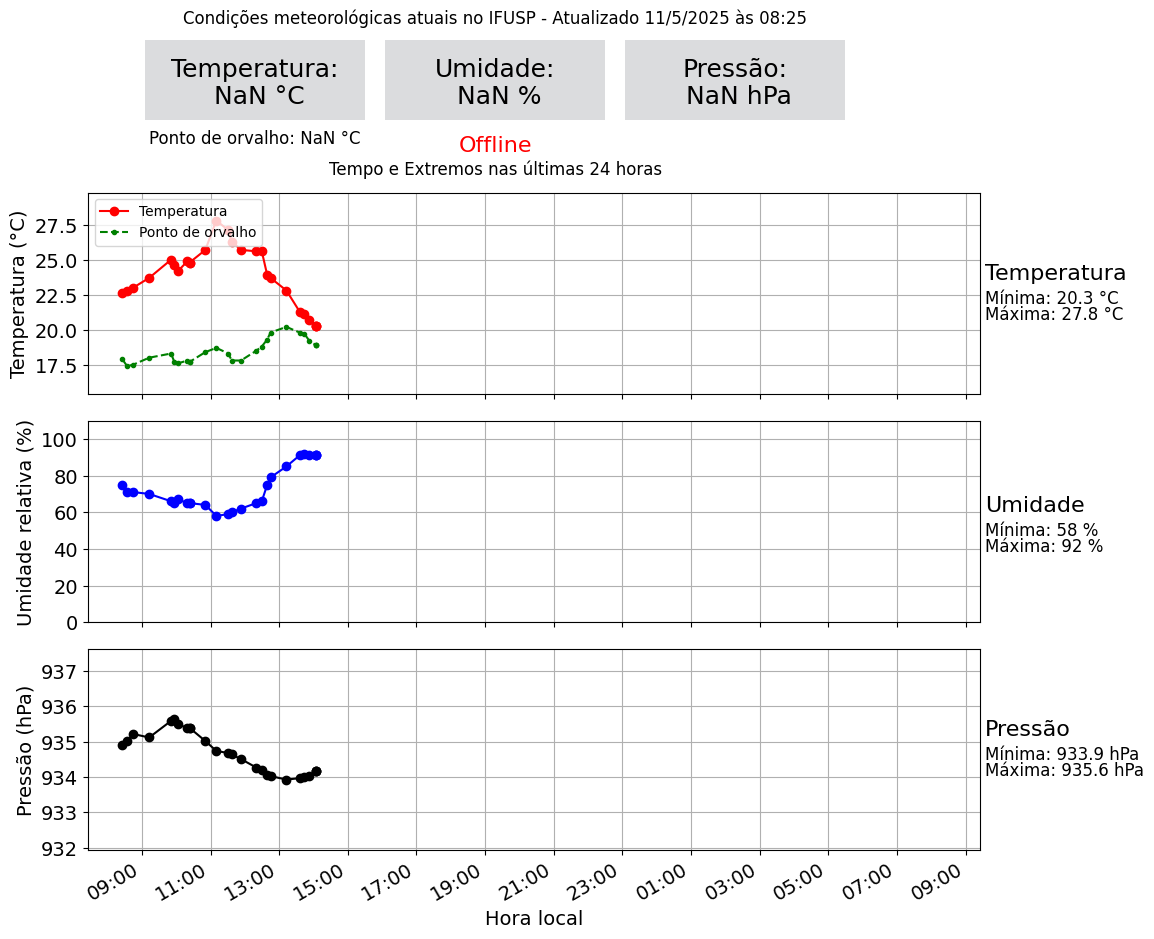 Condições meteorológicas atuais no IFUSP - Atualizado 11/5/2025 às 08:25
Temperatura:
NaN °C
Umidade:
NaN %
Pressão:
NaN hPa
Ponto de orvalho: NaN °C
Offline
Tempo e Extremos nas últimas 24 horas
Temperatura (°C)
27.5
25.0
22.5
20.0
17.5
Temperatura
Ponto de orvalho
Temperatura
Mínima: 20.3 °C
Máxima: 27.8 °C
Umidade relativa (%)
100
80
60
40
20
0
Umidade
Mínima: 58 %
Máxima: 92 %
Pressão (hPa)
937
936
935
934
933
932
Pressão
Mínima: 933.9 hPa
Máxima: 935.6 hPa
09:00 11:00 13:00 15:00 17:00 19:00 21:00 23:00 01:00 03:00 05:00 07:00 09:00
Hora local